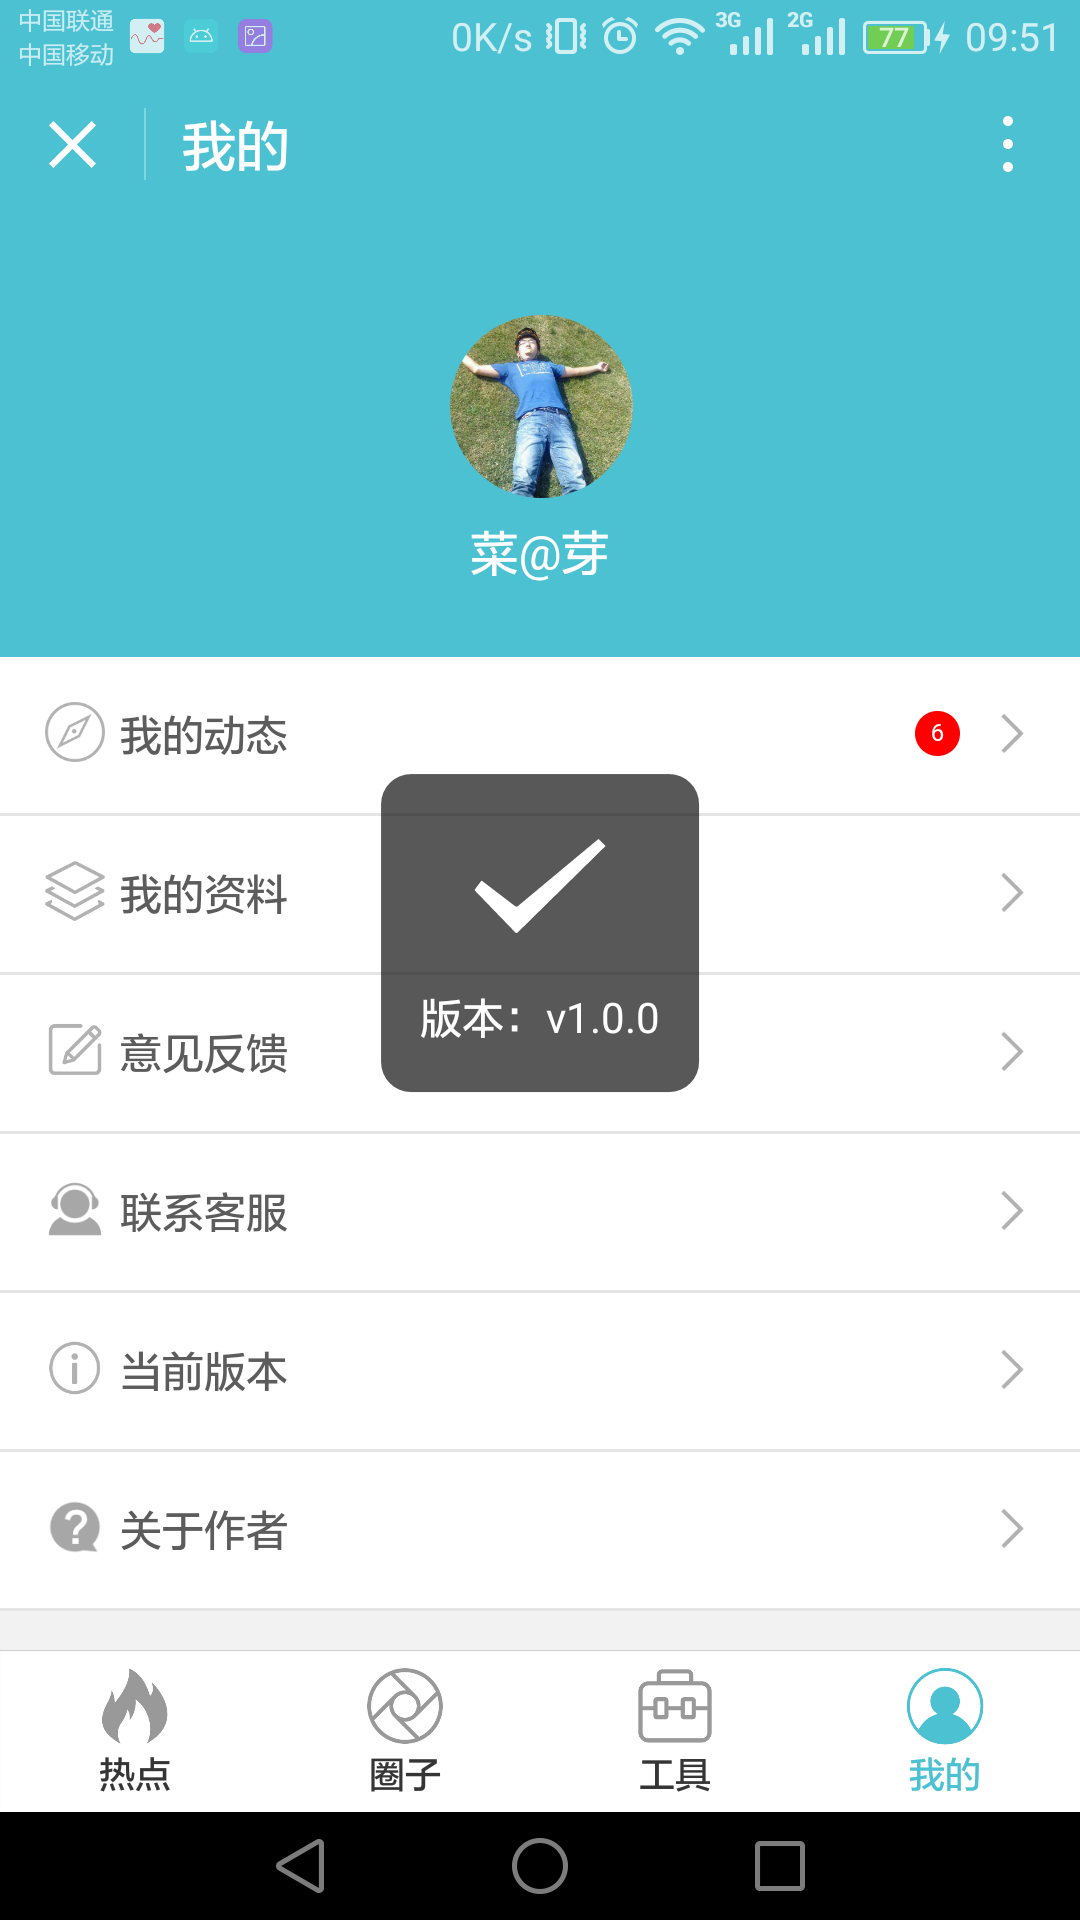 中国联通
中国移动
0K/s 3G 2G 77 09:51
我的
菜@芽
我的动态 6
我的资料
版本：v1.0.0
意见反馈
联系客服
当前版本
关于作者
热点 圈子 工具 我的